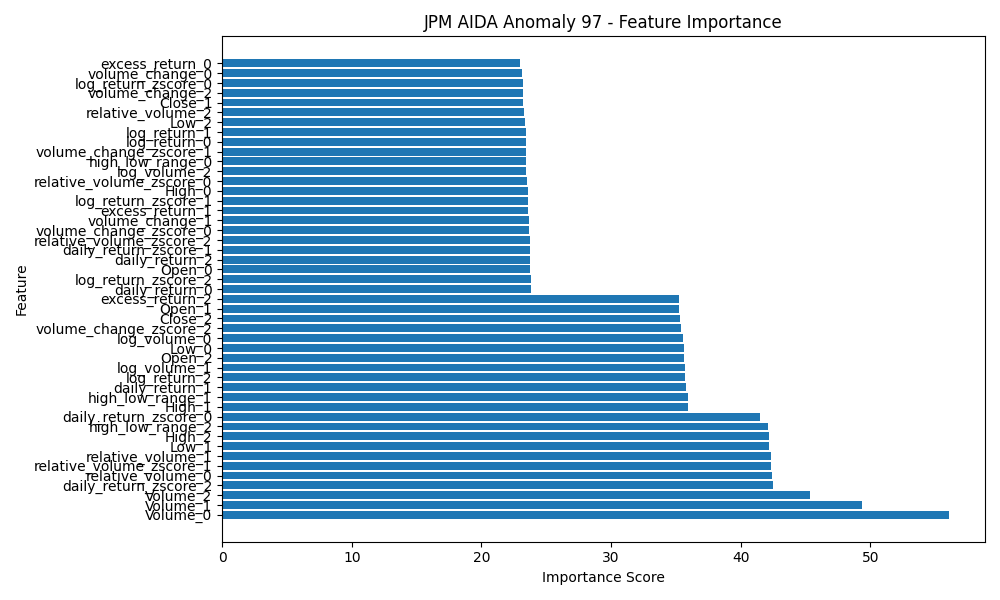 JPM AIDA Anomaly 97 - Feature Importance
Feature
excess_return_0
volume_change_0
log_return_zscore_0
volume_change_2
Close_1
relative_volume_2
Low_2
log_return_1
log_return_0
volume_change_zscore_1
high_low_range_0
log_volume_2
relative_volume_zscore_0
High_0
log_return_zscore_1
excess_return_1
volume_change_1
volume_change_zscore_0
relative_volume_zscore_2
daily_return_zscore_1
daily_return_2
Open_0
log_return_zscore_2
daily_return_0
excess_return_2
Open_1
Close_2
volume_change_zscore_2
log_volume_0
Low_0
Open_2
log_volume_1
log_return_2
daily_return_1
high_low_range_1
High_1
daily_return_zscore_0
high_low_range_2
High_2
Low_1
relative_volume_1
relative_volume_zscore_1
relative_volume_0
daily_return_zscore_2
Volume_2
Volume_1
Volume_0
0 10 20 30 40 50
Importance Score